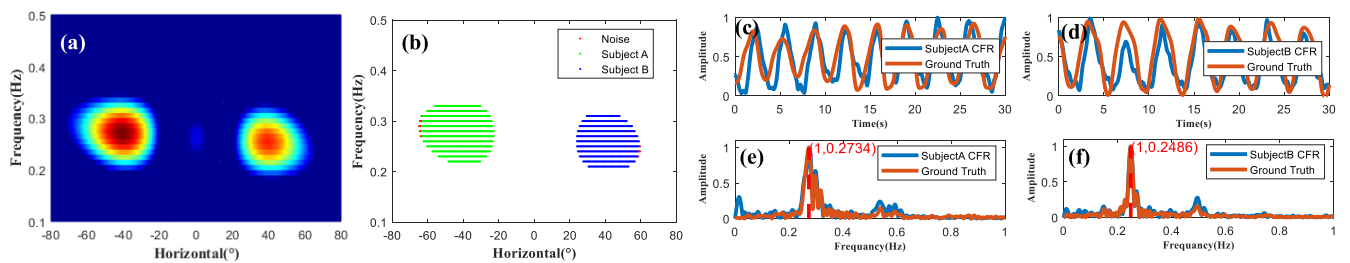 (a)
Frequency(Hz)
0.5
0.4
0.3
0.2
0.1
-80 -60 -40 -20 0 20 40 60 80
Horizontal(°)
(b)
Frequency(Hz)
0.5
0.4
0.3
0.2
0.1
Noise
Subject A
Subject B
-80 -60 -40 -20 0 20 40 60 80
Horizontal(°)
(c)
Amplitude
1
0.5
0
SubjectA CFR
Ground Truth
0 5 10 15 20 25 30
Time(s)
(d)
Amplitude
1
0.5
0
SubjectB CFR
Ground Truth
0 5 10 15 20 25 30
Time(s)
(e)
Amplitude
1
0.5
0
(1,0.2734)
SubjectA CFR
Ground Truth
0 0.2 0.4 0.6 0.8 1
Frequancy(Hz)
(f)
Amplitude
1
0.5
0
(1,0.2486)
SubjectB CFR
Ground Truth
0 0.2 0.4 0.6 0.8 1
Frequancy(Hz)